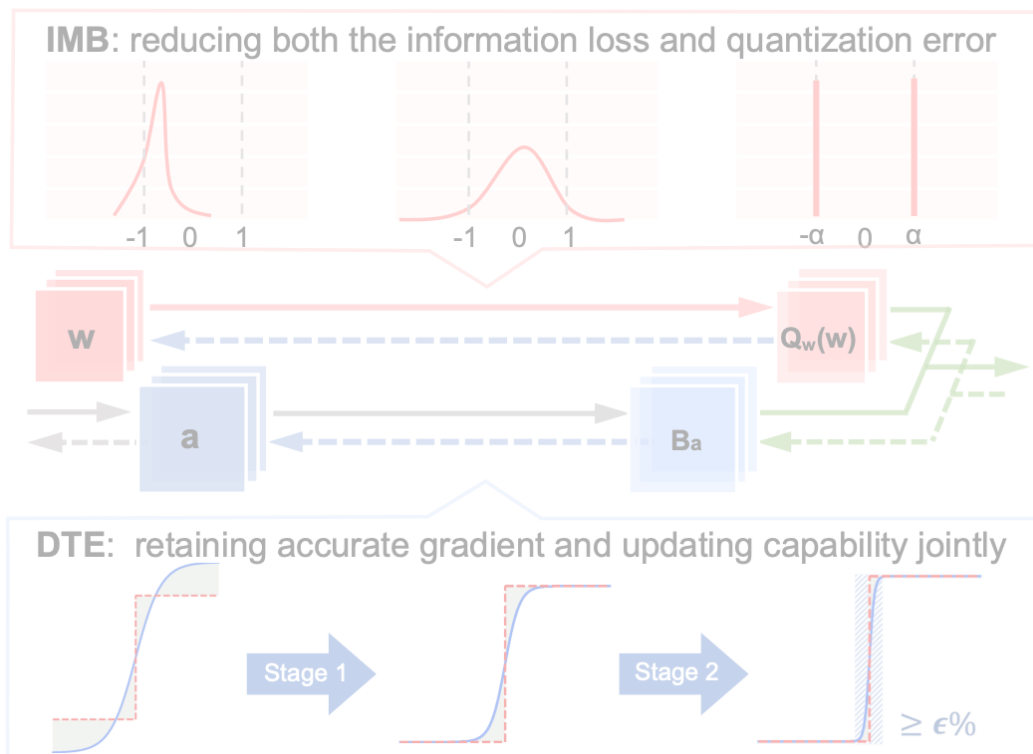 IMB: reducing both the information loss and quantization error
-1 0 1
-1 0 1
-α 0 α
w
Qw(w)
a
Ba
DTE: retaining accurate gradient and updating capability jointly
Stage 1
Stage 2
≥ ϵ%